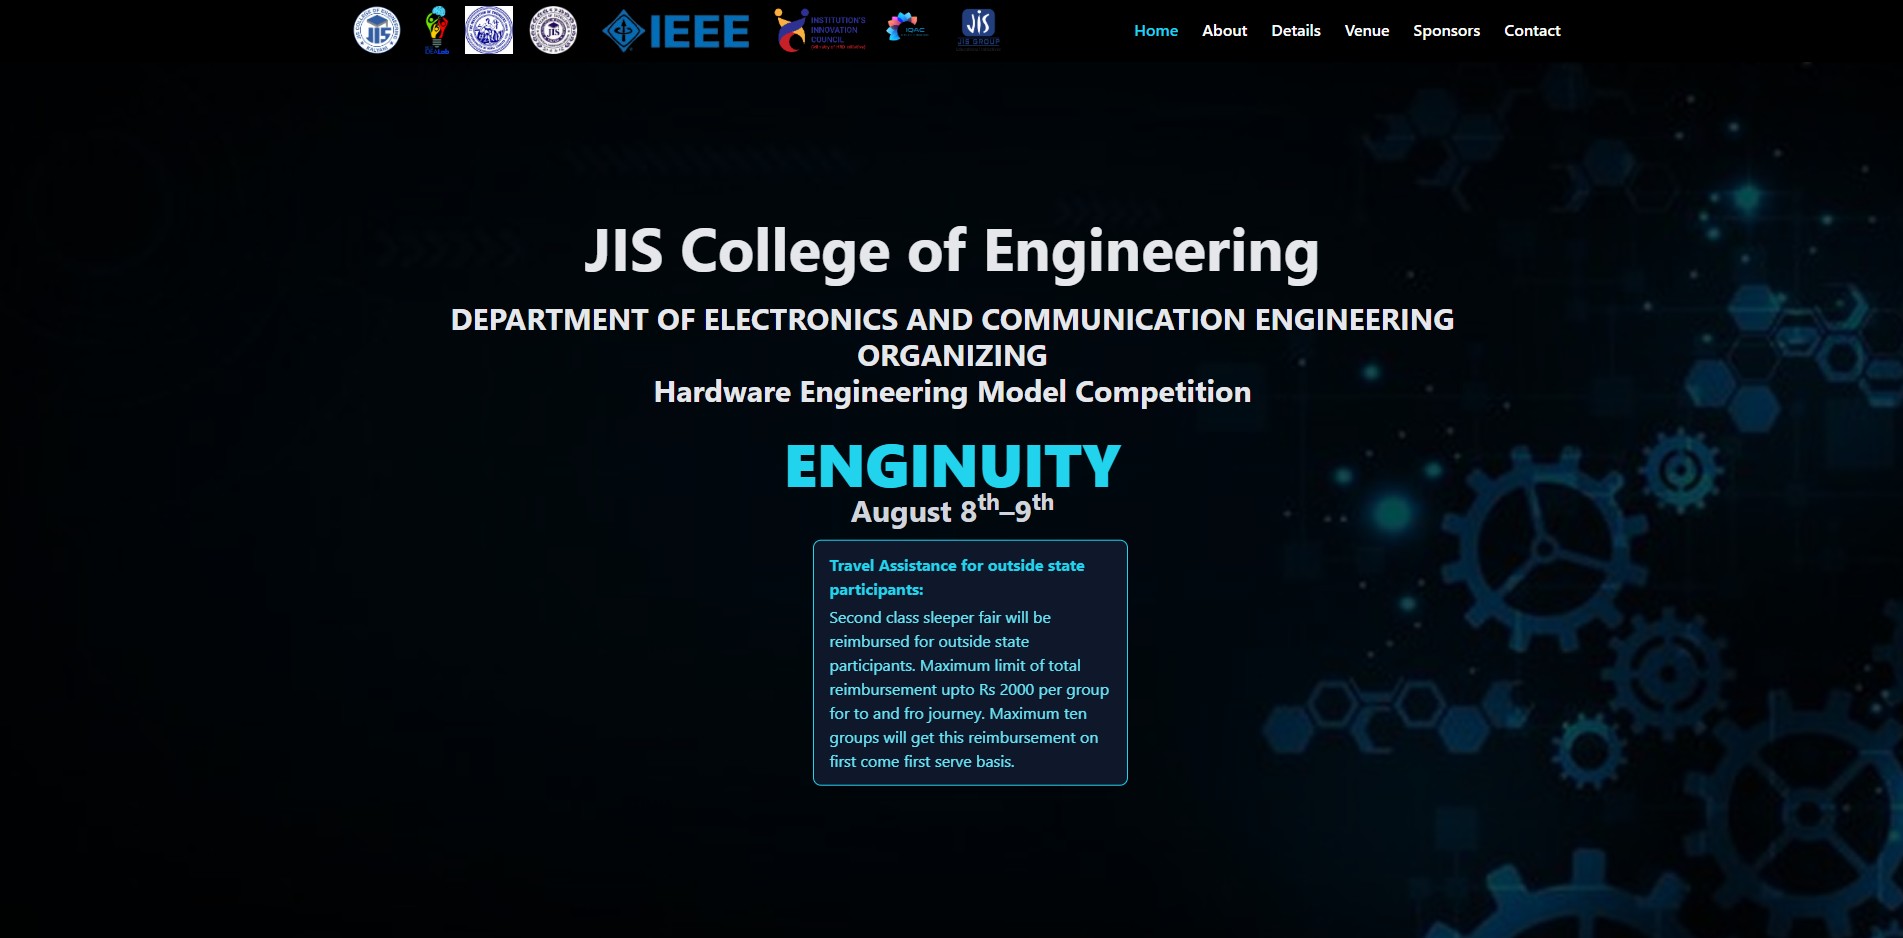 JIS
IEEE
INSTITUTION'S
INNOVATION
COUNCIL
IQAC
JIS
JIS GROUP
Home About Details Venue Sponsors Contact
JIS College of Engineering
DEPARTMENT OF ELECTRONICS AND COMMUNICATION ENGINEERING
ORGANIZING
Hardware Engineering Model Competition
ENGINUITY
August 8th–9th
Travel Assistance for outside state
participants:
Second class sleeper fair will be
reimbursed for outside state
participants. Maximum limit of total
reimbursement upto Rs 2000 per group
for to and fro journey. Maximum ten
groups will get this reimbursement on
first come first serve basis.